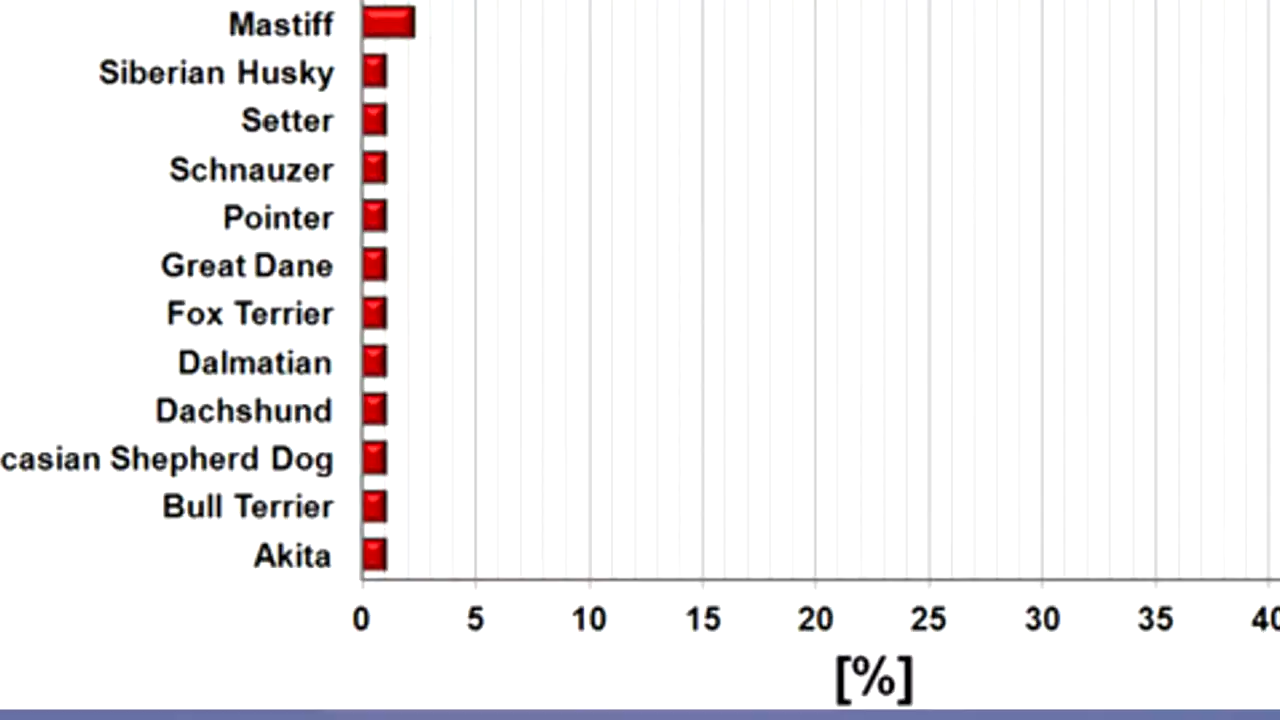 Mastiff
Siberian Husky
Setter
Schnauzer
Pointer
Great Dane
Fox Terrier
Dalmatian
Dachshund
casian Shepherd Dog
Bull Terrier
Akita
0 5 10 15 20 25 30 35 40
[%]